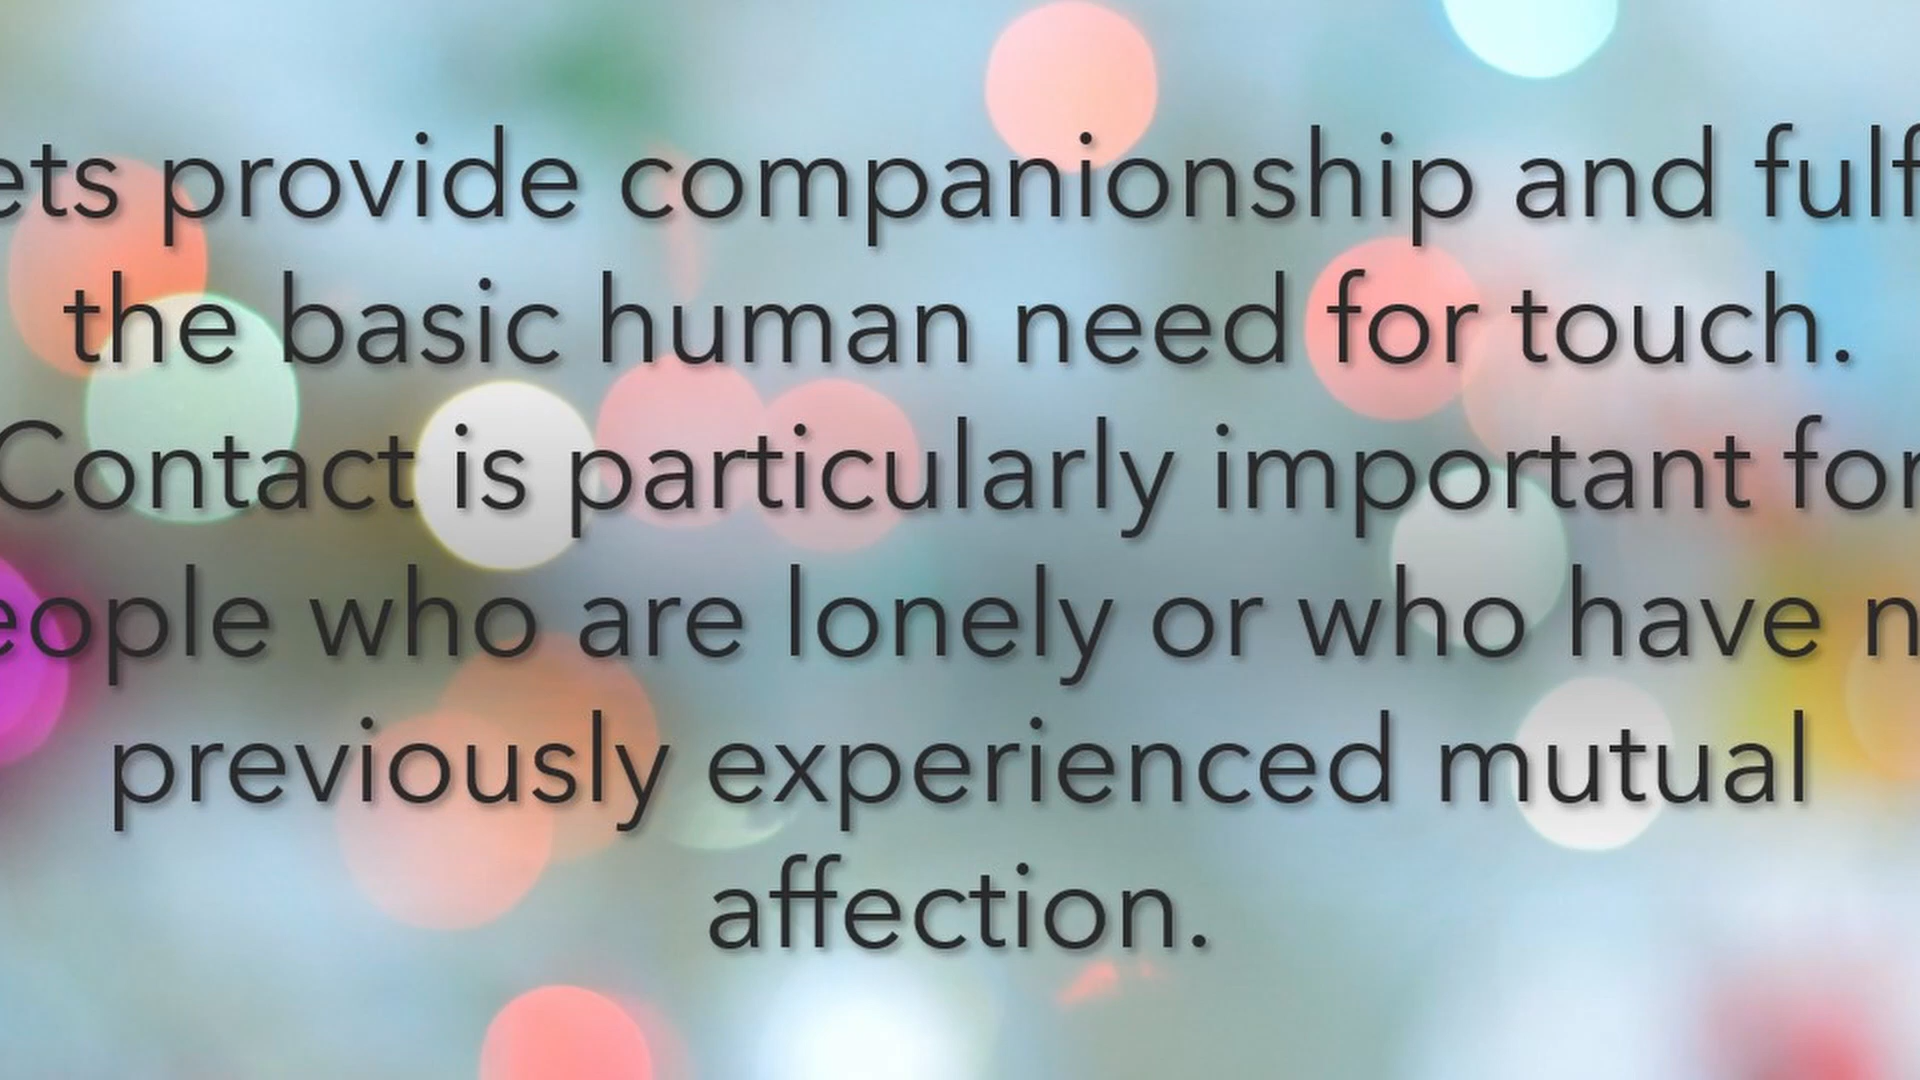 ets provide companionship and fulf
the basic human need for touch.
Contact is particularly important for
eople who are lonely or who have n
previously experienced mutual
affection.